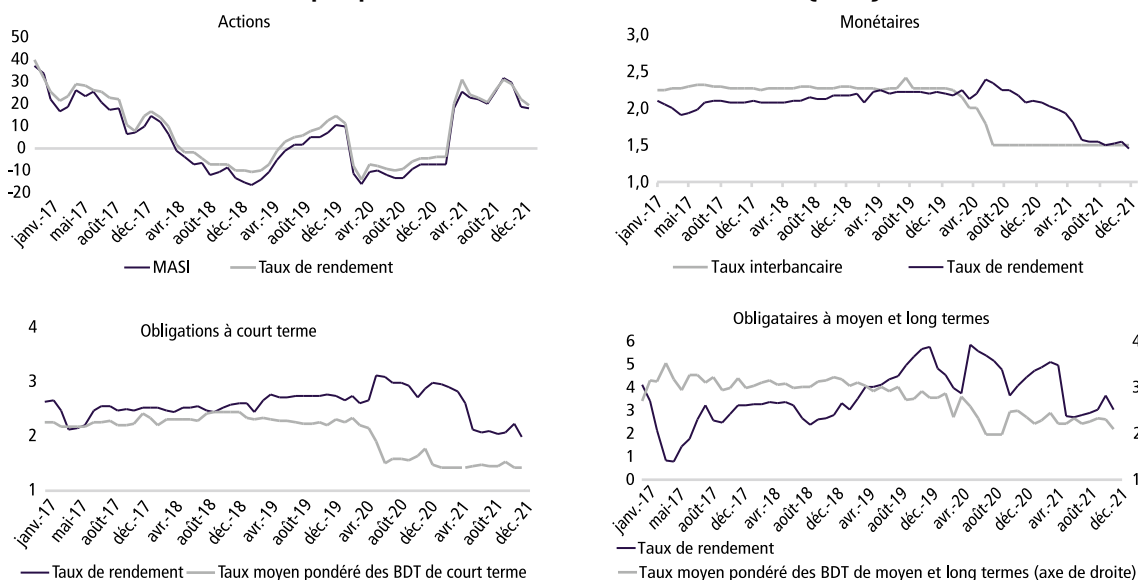 Actions
50
40
30
20
10
0
-10
-20
janv.-17
mai-17
août-17
déc.-17
avr.-18
août-18
déc.-18
avr.-19
août-19
déc.-19
avr.-20
août-20
déc.-20
avr.-21
août-21
déc.-21
MASI
Taux de rendement
Monétaires
3,0
2,5
2,0
1,5
1,0
janv.-17
mai-17
août-17
déc.-17
avr.-18
août-18
déc.-18
avr.-19
août-19
déc.-19
avr.-20
août-20
déc.-20
avr.-21
août-21
déc.-21
Taux interbancaire
Taux de rendement
Obligations à court terme
4
3
2
1
janv.-17
mai-17
août-17
déc.-17
avr.-18
août-18
déc.-18
avr.-19
août-19
déc.-19
avr.-20
août-20
déc.-20
avr.-21
août-21
déc.-21
Taux de rendement
Taux moyen pondéré des BDT de court terme
Obligataires à moyen et long termes
6
5
4
3
2
1
0
4
3
2
1
janv.-17
mai-17
août-17
déc.-17
avr.-18
août-18
déc.-18
avr.-19
août-19
déc.-19
avr.-20
août-20
déc.-20
avr.-21
août-21
déc.-21
Taux de rendement
Taux moyen pondéré des BDT de moyen et long termes (axe de droite)